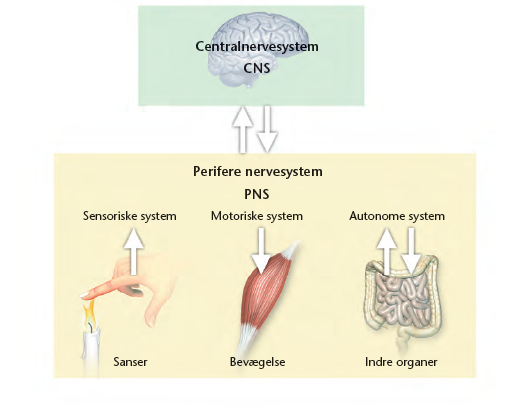 Centralnervesystem
CNS
Perifere nervesystem
PNS
Sensoriske system
Motoriske system
Autonome system
Sanser
Bevægelse
Indre organer